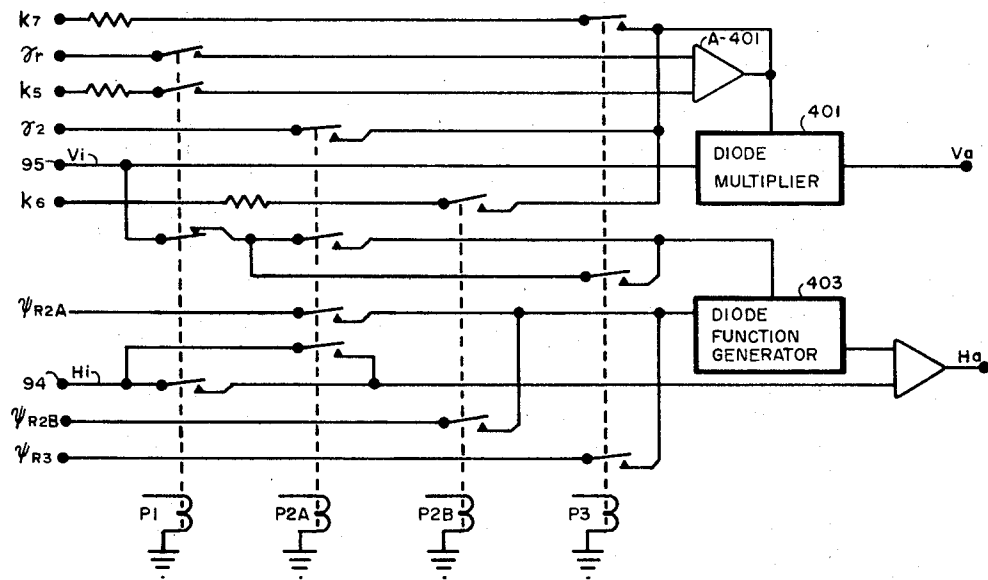 k7
A-401
γr
k5
γ2
401
DIODE
MULTIPLIER
95
Vi
Va
k6
ψR2A
403
DIODE
FUNCTION
GENERATOR
94
Hi
Ha
ψR2B
ψR3
P1
P2A
P2B
P3